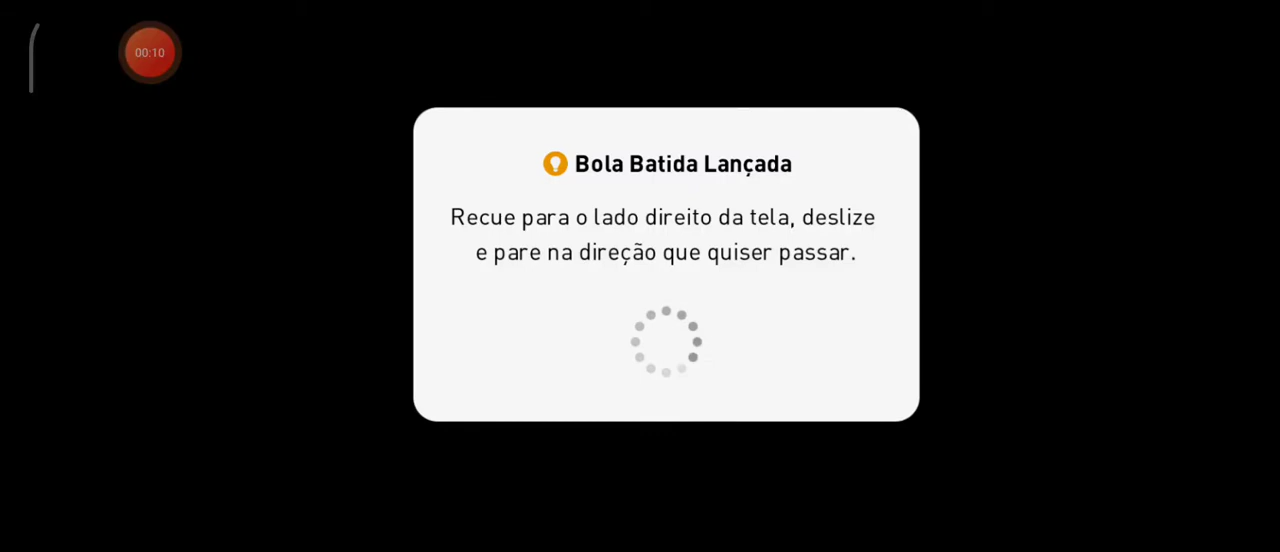 00:10
Bola Batida Lançada
Recue para o lado direito da tela, deslize
e pare na direção que quiser passar.